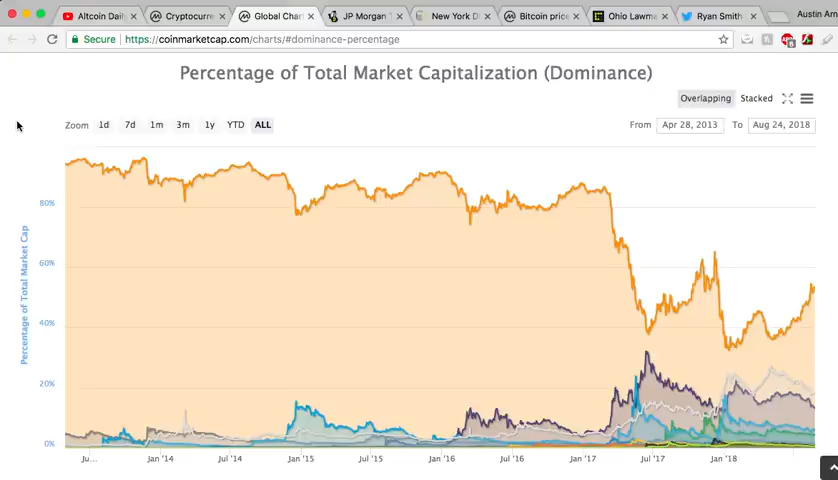 Altcoin Daily
Cryptocurre
Global Char
JP Morgan T
New York D
Bitcoin price
Ohio Lawma
Ryan Smith
Austin Arn
Secure
https://coinmarketcap.com/charts/#dominance-percentage
Percentage of Total Market Capitalization (Dominance)
Overlapping Stacked
Zoom 1d 7d 1m 3m 1y YTD ALL
From Apr 28, 2013 To Aug 24, 2018
Percentage of Total Market Cap
80%
60%
40%
20%
0%
Ju... Jan '14 Jul '14 Jan '15 Jul '15 Jan '16 Jul '16 Jan '17 Jul '17 Jan '18